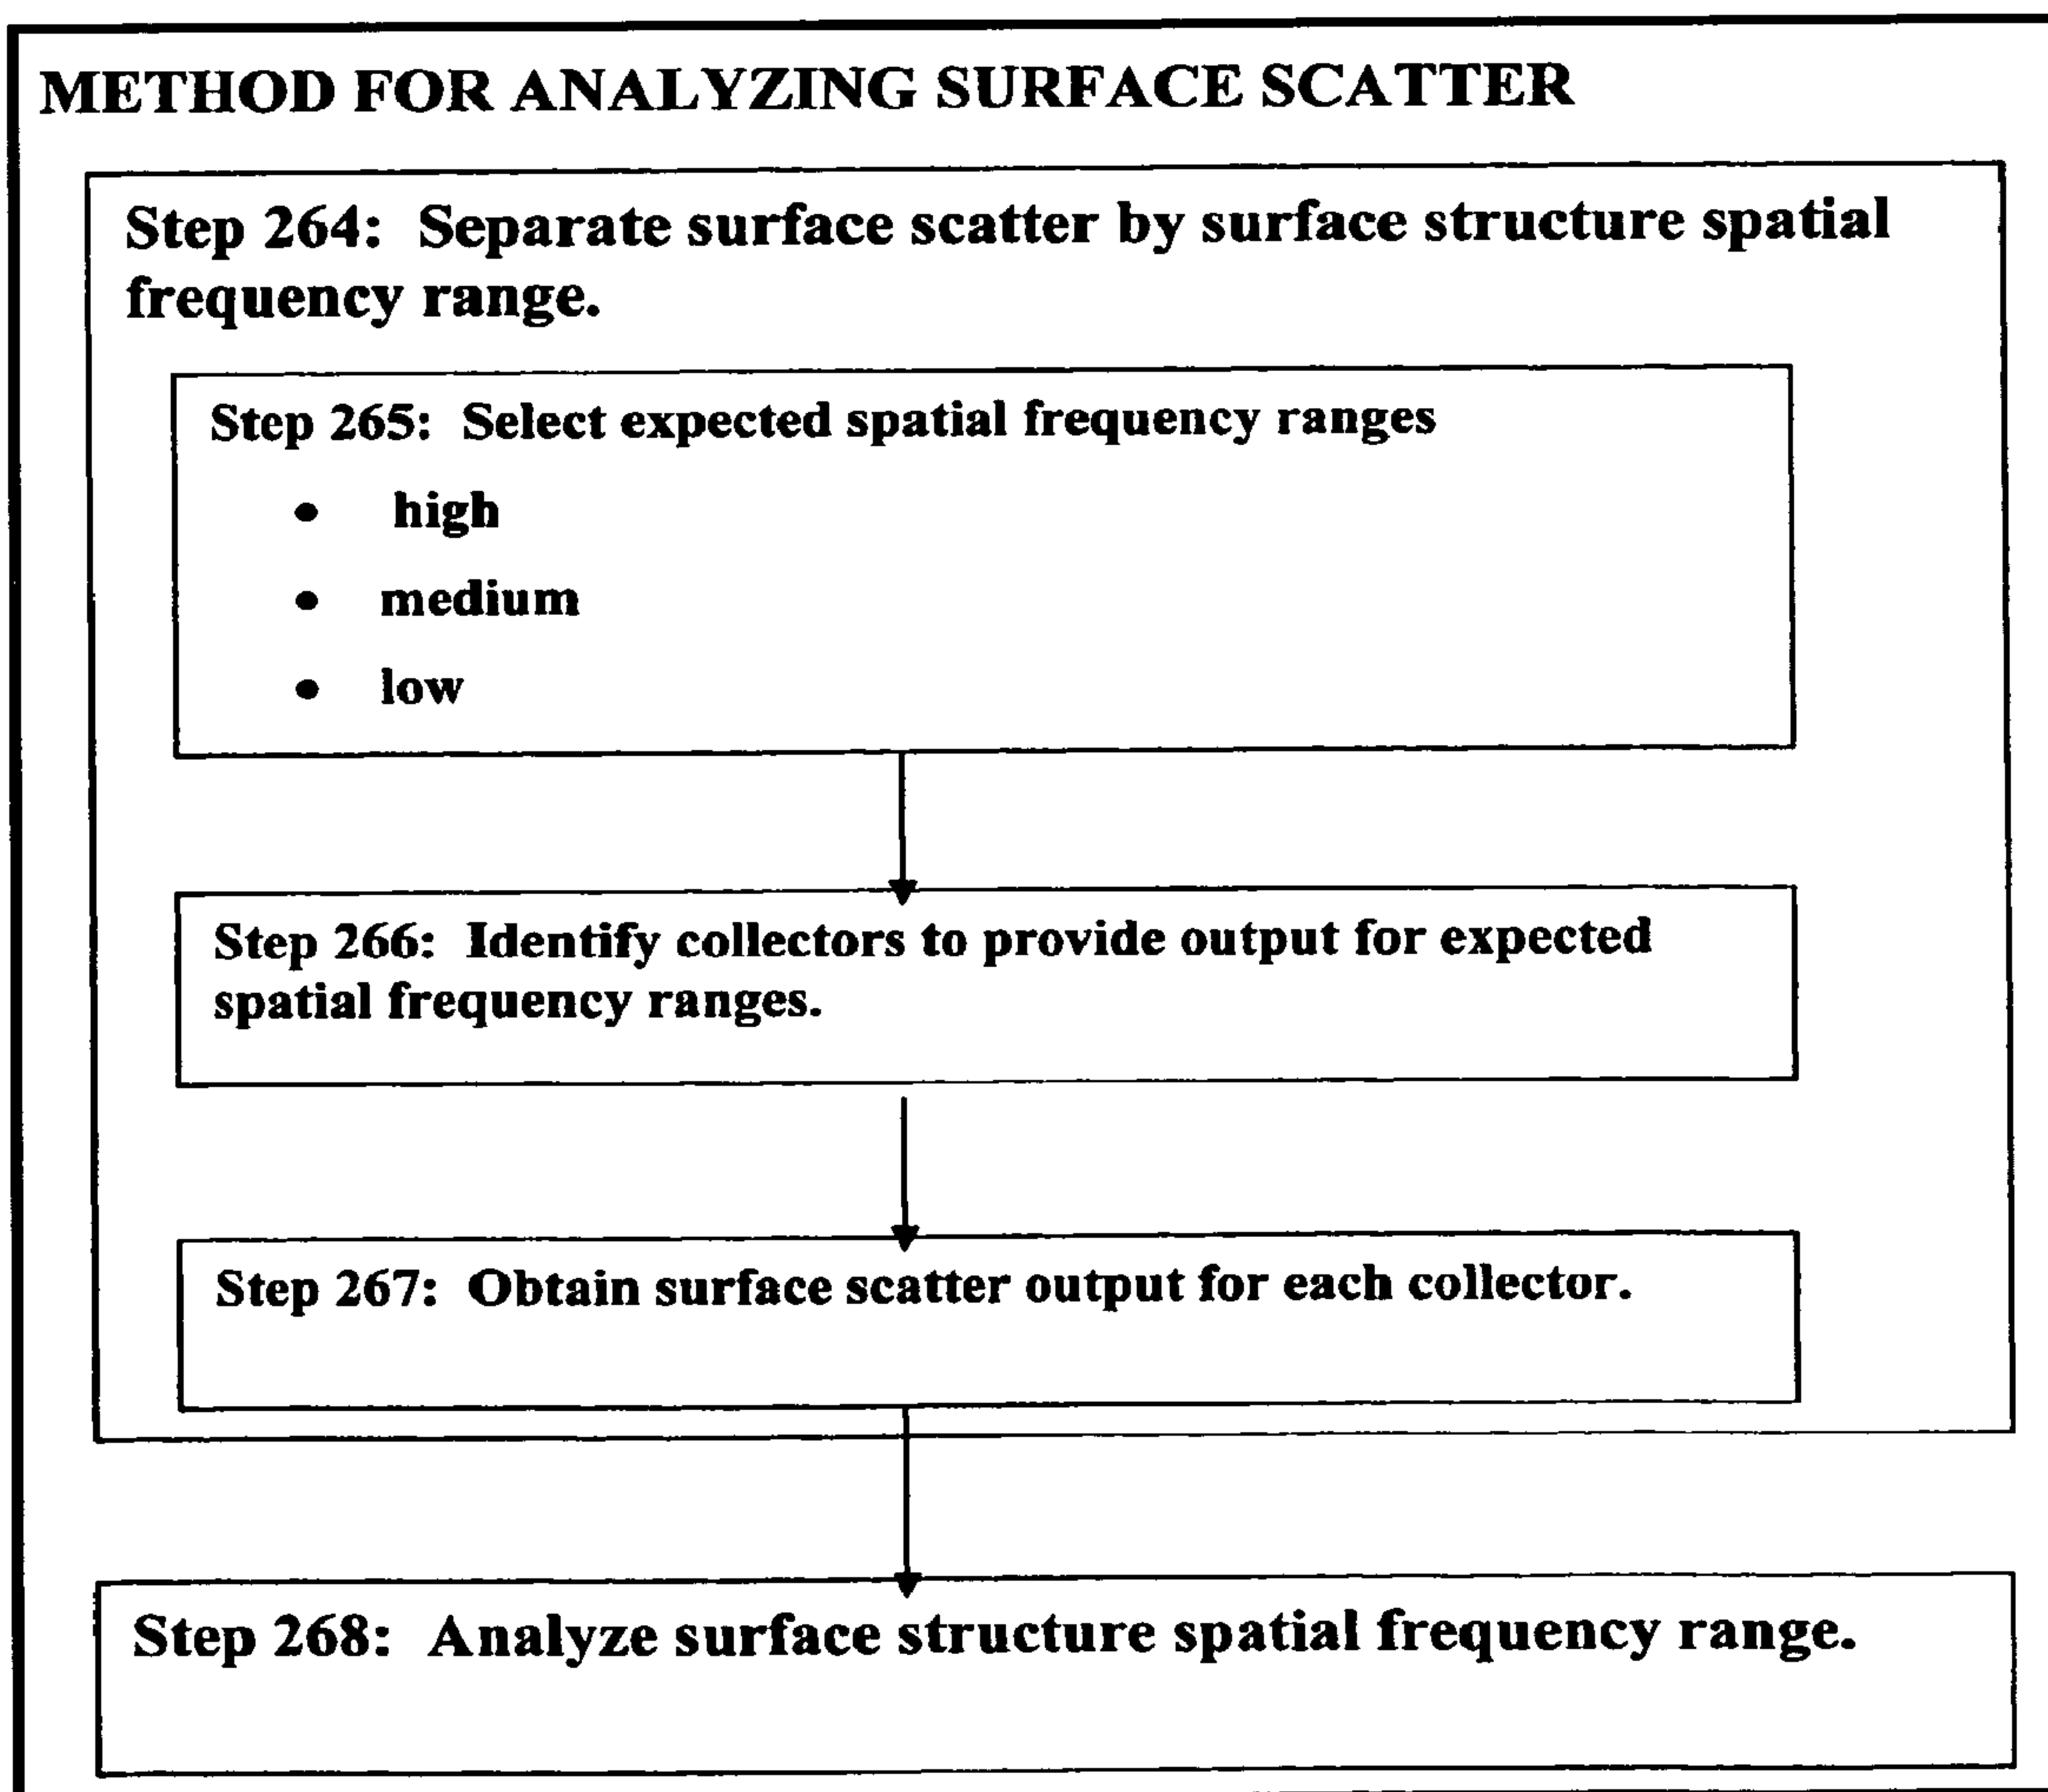 METHOD FOR ANALYZING SURFACE SCATTER
Step 264: Separate surface scatter by surface structure spatial
frequency range.
Step 265: Select expected spatial frequency ranges
• high
• medium
• low
Step 266: Identify collectors to provide output for expected
spatial frequency ranges.
Step 267: Obtain surface scatter output for each collector.
Step 268: Analyze surface structure spatial frequency range.